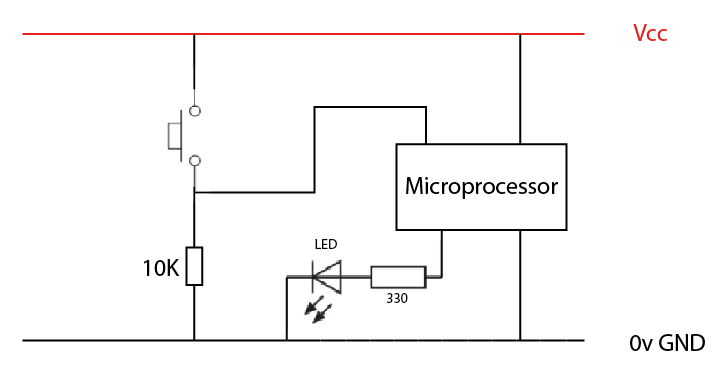 Vcc
Microprocessor
LED
10K
330
0v GND